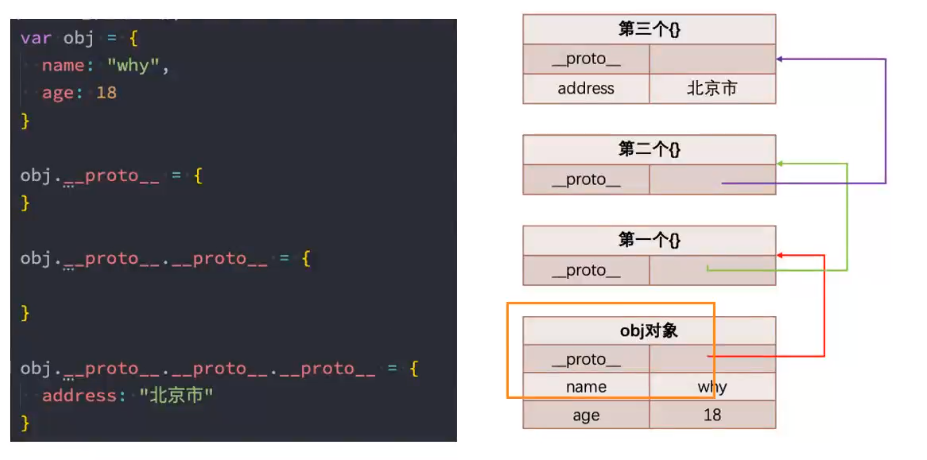 var obj = {
name: "why",
age: 18
}
obj.__proto__ = {
}
obj.__proto__.__proto__ = {
}
obj.__proto__.__proto__.__proto__ = {
address: "北京市"
}
第三个{}
__proto__
address 北京市
第二个{}
__proto__
第一个{}
__proto__
obj对象
__proto__
name why
age 18